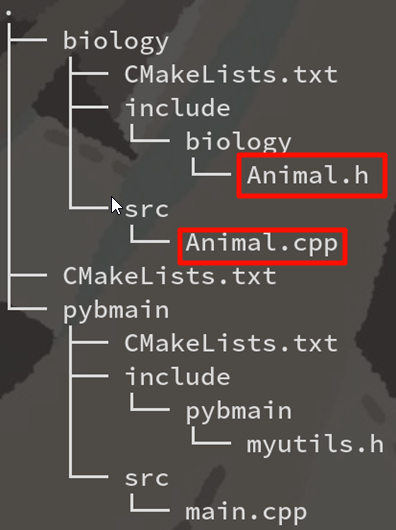 .
biology
CMakeLists.txt
include
biology
Animal.h
src
Animal.cpp
CMakeLists.txt
pybmain
CMakeLists.txt
include
pybmain
myutils.h
src
main.cpp